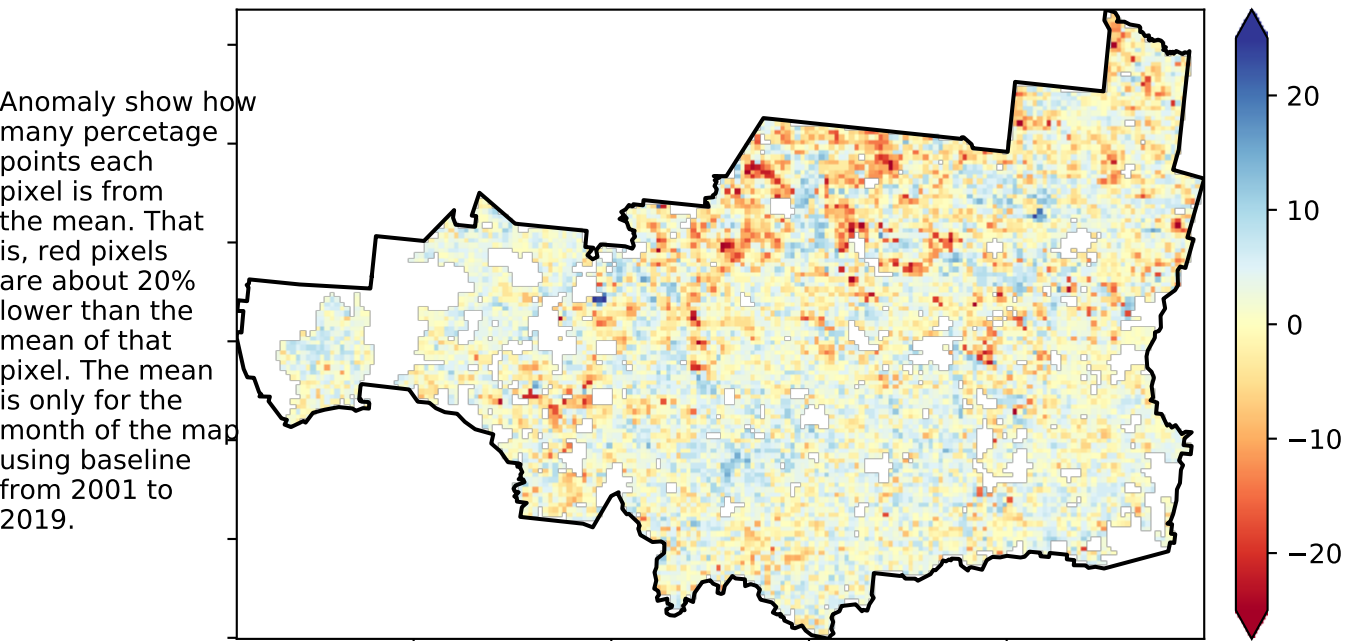 Anomaly show how
many percetage
points each
pixel is from
the mean. That
is, red pixels
are about 20%
lower than the
mean of that
pixel. The mean
is only for the
month of the map
using baseline
from 2001 to
2019.
20
10
0
−10
−20